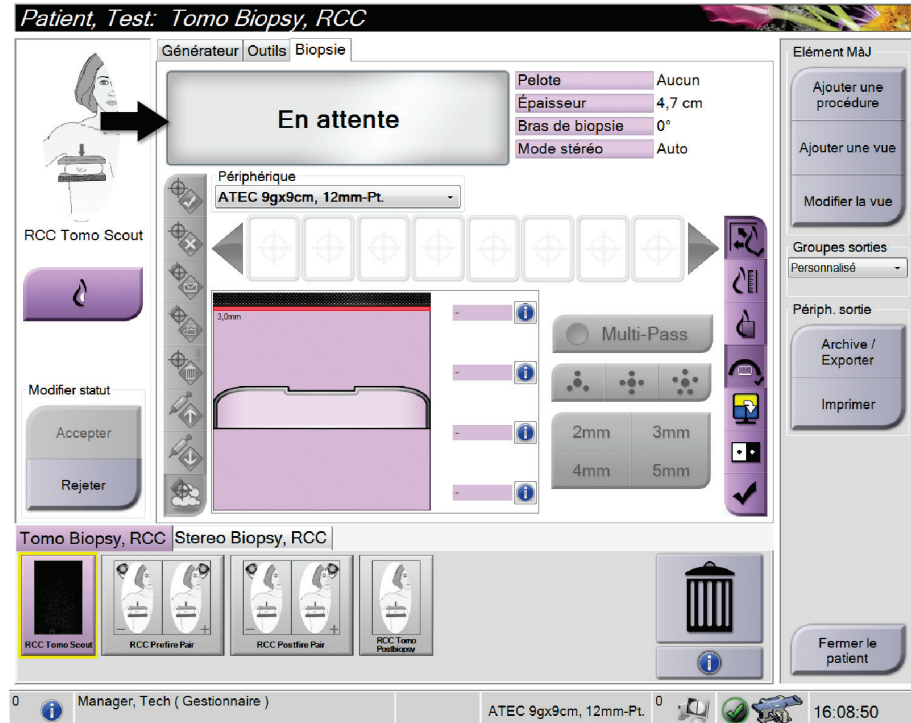 Patient, Test: Tomo Biopsy, RCC
Générateur Outils Biopsie
En attente
Pelote Aucun
Épaisseur 4,7 cm
Bras de biopsie 0°
Mode stéréo Auto
Périphérique
ATEC 9gx9cm, 12mm-Pt.
RCC Tomo Scout
3,0mm
-
-
-
-
Multi-Pass
2mm 3mm
4mm 5mm
Modifier statut
Accepter
Rejeter
Elément MàJ
Ajouter une
procédure
Ajouter une vue
Modifier la vue
Groupes sorties
Personnalisé
Périph. sortie
Archive /
Exporter
Imprimer
Tomo Biopsy, RCC Stereo Biopsy, RCC
RCC Tomo Scout
- +
RCC Prefire Pair
- +
RCC Postfire Pair
RCC Tomo
Postbiopsy
Fermer le
patient
0 Manager, Tech ( Gestionnaire ) ATEC 9gx9cm, 12mm-Pt. 0 16:08:50